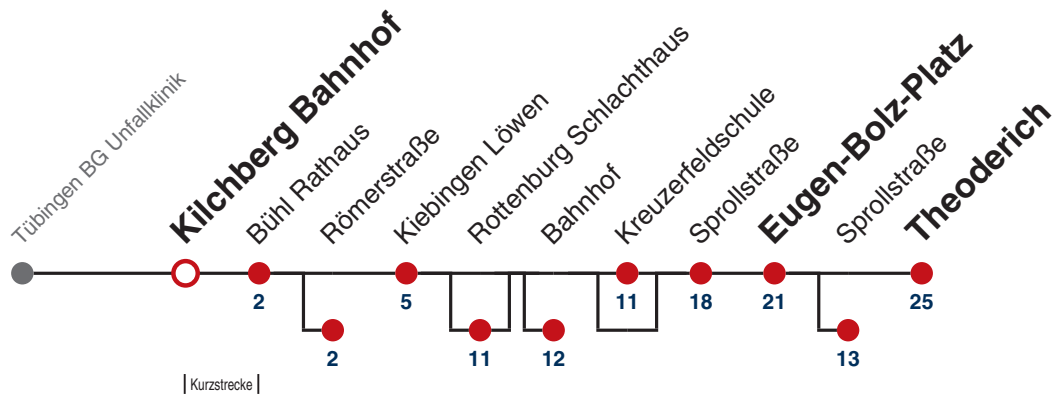 Tübingen BG Unfallklinik
Kilchberg Bahnhof
Bühl Rathaus
Römerstraße
Kiebingen Löwen
Rottenburg Schlachthaus
Bahnhof
Kreuzerfeldschule
Sprollstraße
Eugen-Bolz-Platz
Sprollstraße
Theoderich
2 5 11 18 21 25
2 11 12 13
Kurzstrecke